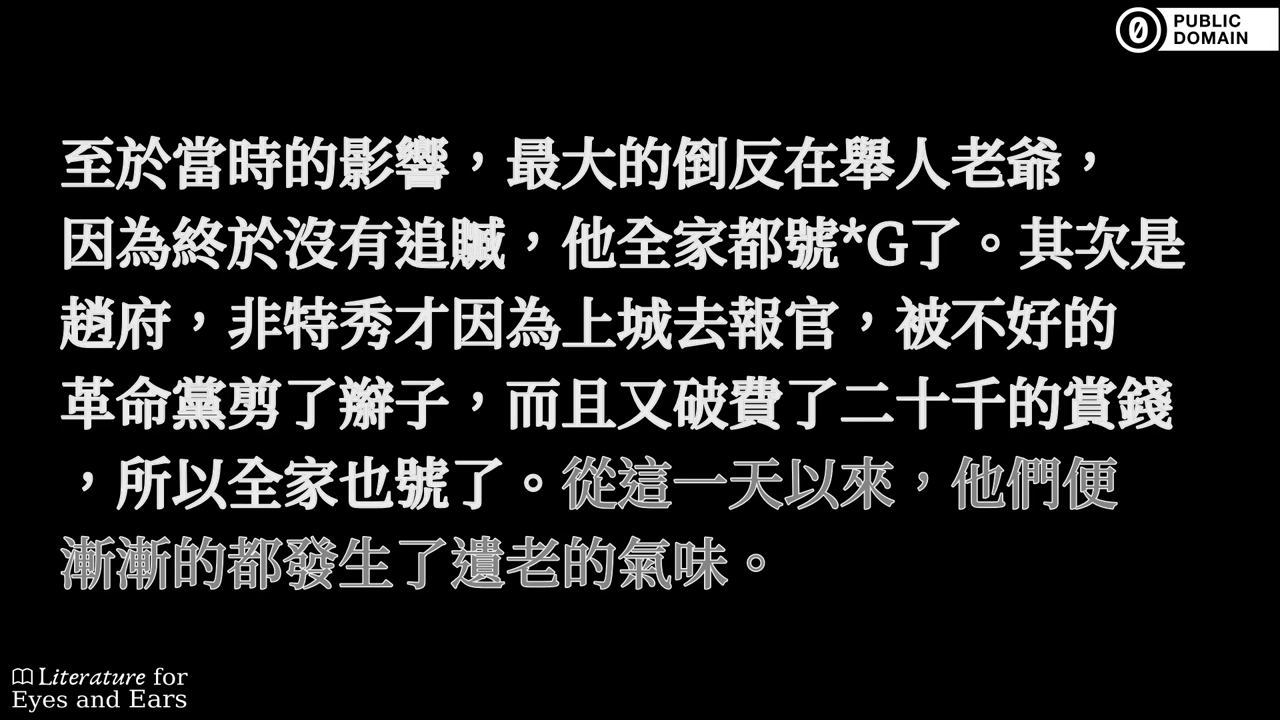 PUBLIC
DOMAIN
至於當時的影響，最大的倒反在舉人老爺，
因為終於沒有追贓，他全家都號*G了。其次是
趙府，非特秀才因為上城去報官，被不好的
革命黨剪了辮子，而且又破費了二十千的賞錢
，所以全家也號了。從這一天以來，他們便
漸漸的都發生了遺老的氣味。
Literature for
Eyes and Ears